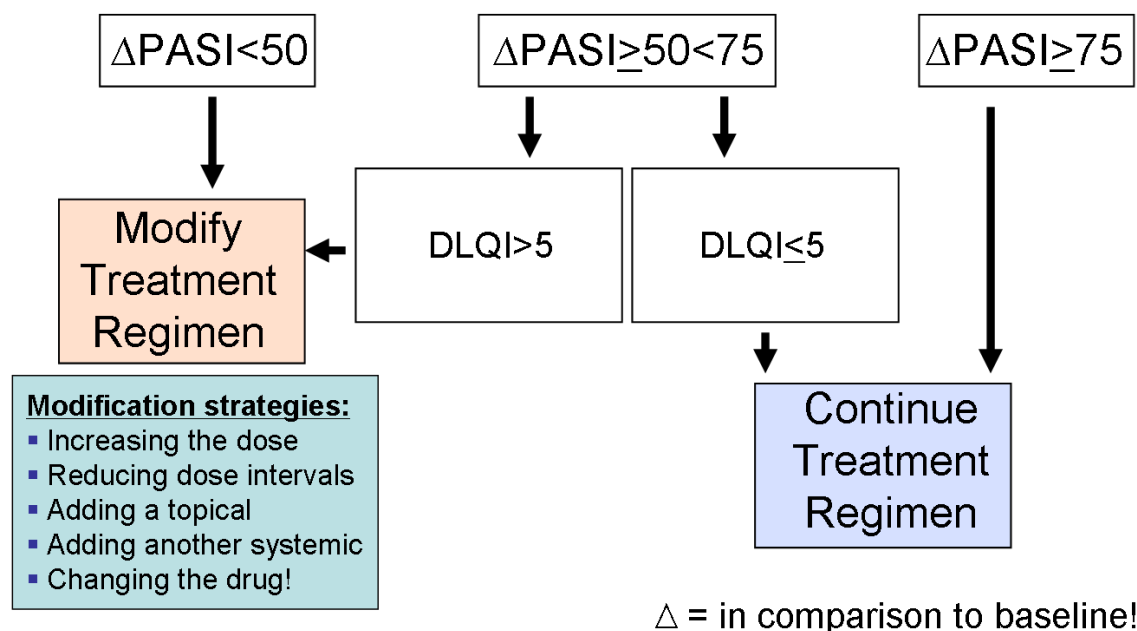 ΔPASI<50
ΔPASI≥50<75
ΔPASI≥75
Modify
Treatment
Regimen
DLQI>5
DLQI≤5
Modification strategies:
▪ Increasing the dose
▪ Reducing dose intervals
▪ Adding a topical
▪ Adding another systemic
▪ Changing the drug!
Continue
Treatment
Regimen
Δ = in comparison to baseline!